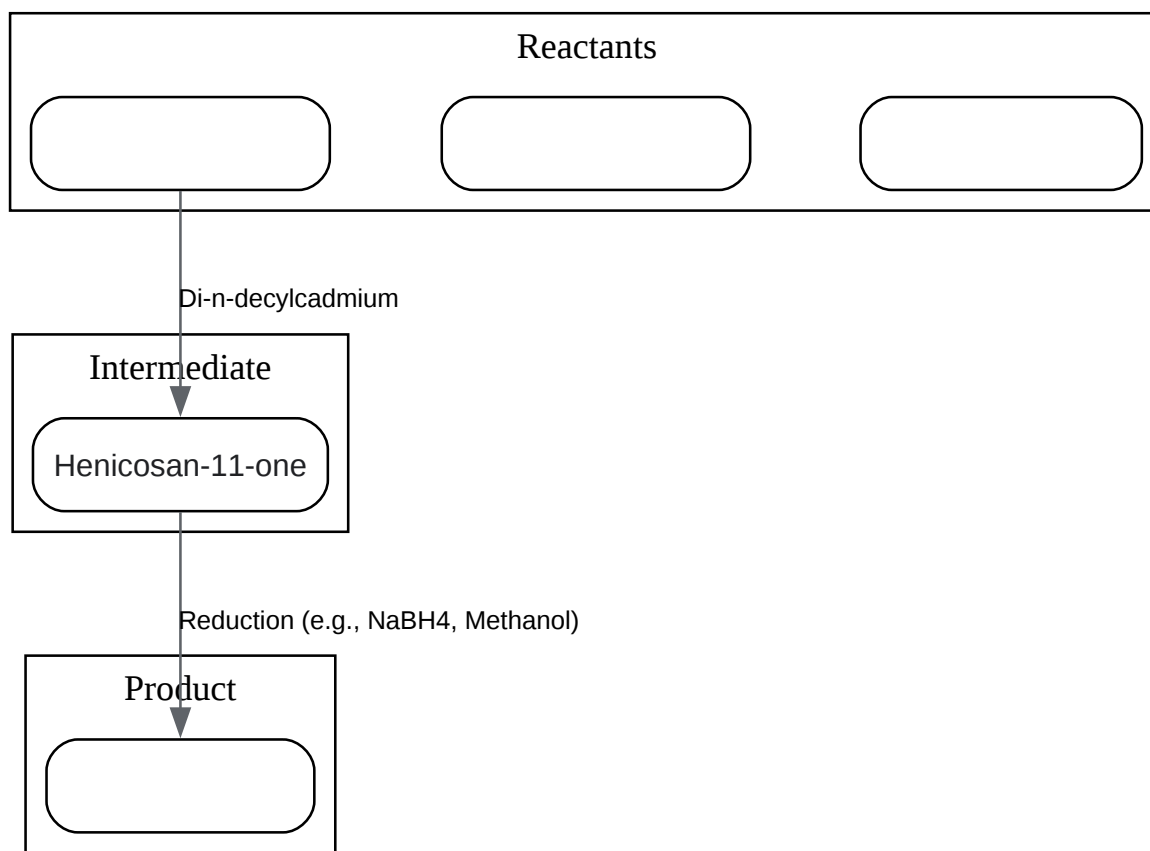 Reactants
Di-n-decylcadmium
Intermediate
Henicosan-11-one
Reduction (e.g., NaBH4, Methanol)
Product